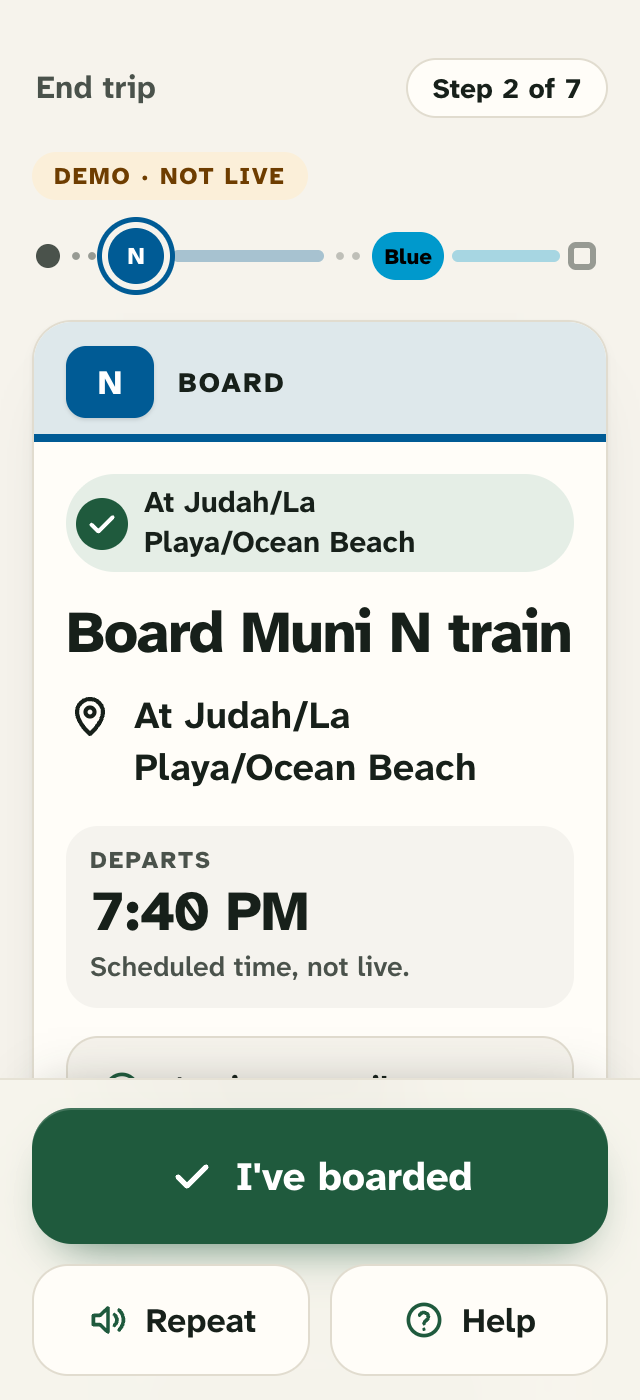 End trip
Step 2 of 7
DEMO · NOT LIVE
N
Blue
N
BOARD
At Judah/La
Playa/Ocean Beach
Board Muni N train
At Judah/La
Playa/Ocean Beach
DEPARTS
7:40 PM
Scheduled time, not live.
I've boarded
Repeat
Help